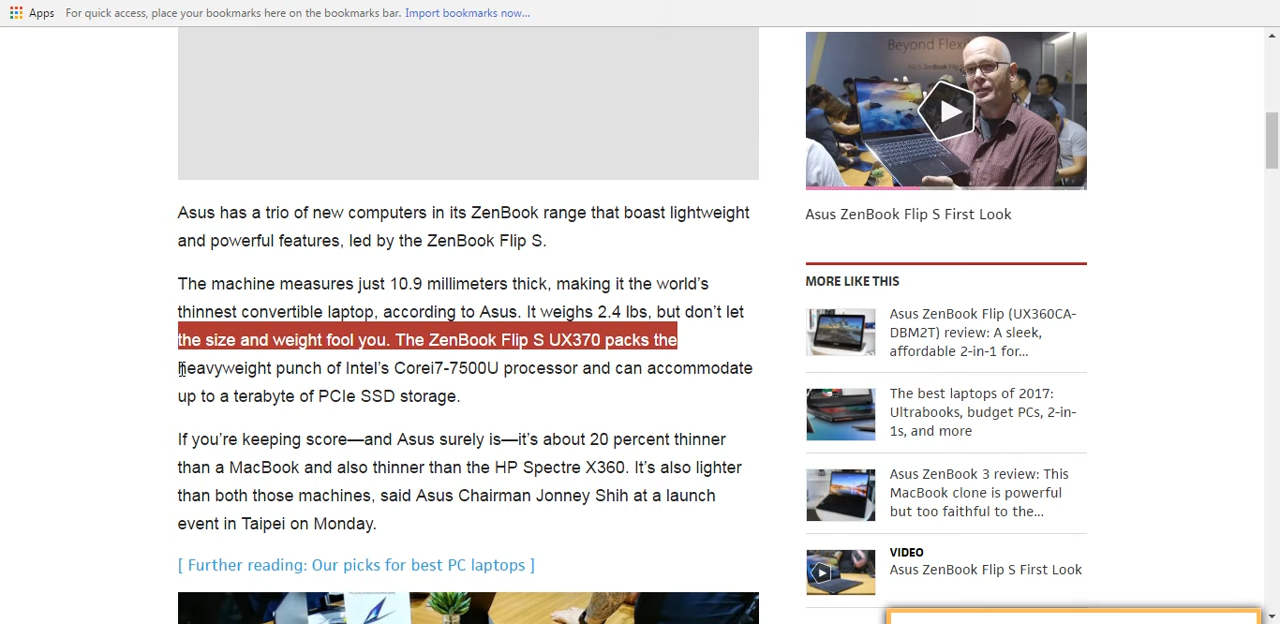 Apps For quick access, place your bookmarks here on the bookmarks bar. Import bookmarks now...
Asus has a trio of new computers in its ZenBook range that boast lightweight
and powerful features, led by the ZenBook Flip S.
The machine measures just 10.9 millimeters thick, making it the world’s
thinnest convertible laptop, according to Asus. It weighs 2.4 lbs, but don’t let
the size and weight fool you. The ZenBook Flip S UX370 packs the
heavyweight punch of Intel’s Corei7-7500U processor and can accommodate
up to a terabyte of PCIe SSD storage.
If you’re keeping score—and Asus surely is—it’s about 20 percent thinner
than a MacBook and also thinner than the HP Spectre X360. It’s also lighter
than both those machines, said Asus Chairman Jonney Shih at a launch
event in Taipei on Monday.
[ Further reading: Our picks for best PC laptops ]
Beyond
Asus ZenBook Flip S First Look
MORE LIKE THIS
Asus ZenBook Flip (UX360CA-
DBM2T) review: A sleek,
affordable 2-in-1 for...
The best laptops of 2017:
Ultrabooks, budget PCs, 2-in-
1s, and more
Asus ZenBook 3 review: This
MacBook clone is powerful
but too faithful to the...
VIDEO
Asus ZenBook Flip S First Look